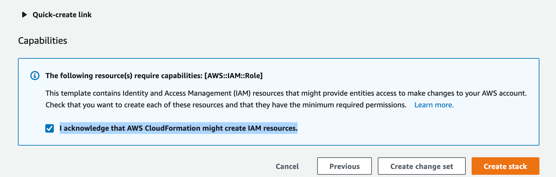 Quick-create link
Capabilities
The following resource(s) require capabilities: [AWS::IAM::Role]
This template contains Identity and Access Management (IAM) resources that might provide entities access to make changes to your AWS account.
Check that you want to create each of these resources and that they have the minimum required permissions. Learn more.
I acknowledge that AWS CloudFormation might create IAM resources.
Cancel Previous Create change set Create stack